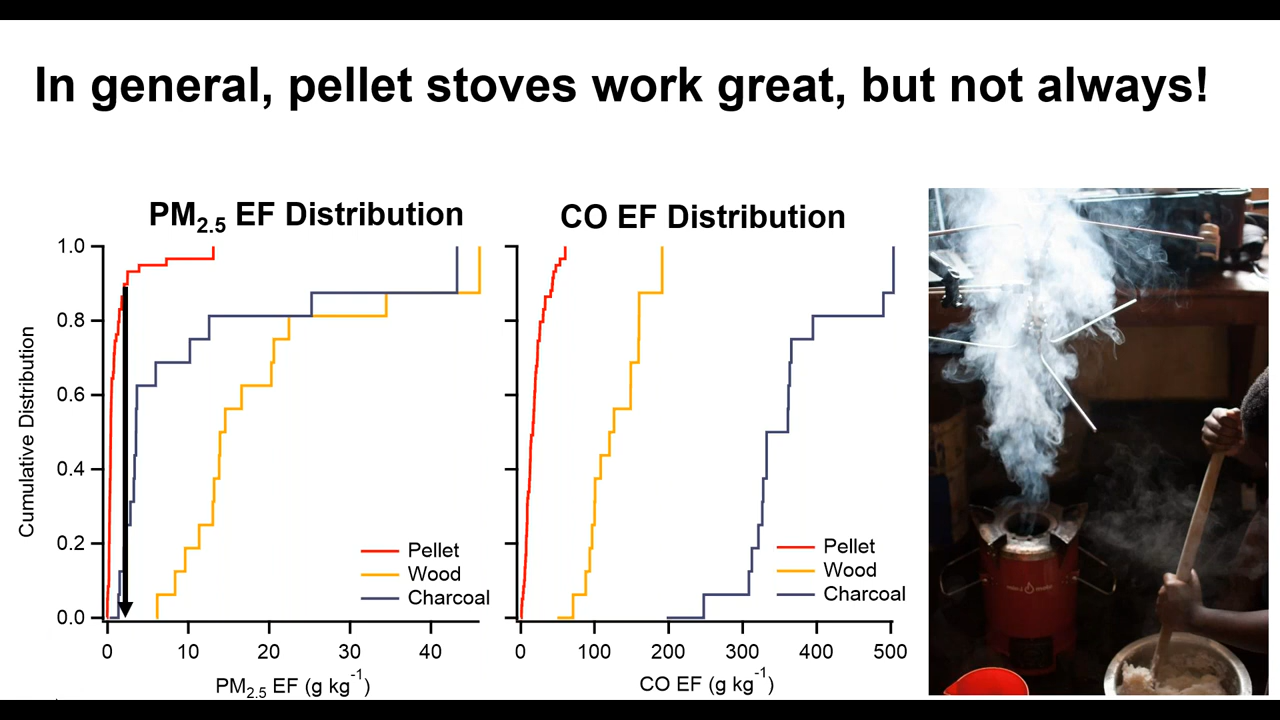 In general, pellet stoves work great, but not always!
PM2.5 EF Distribution
CO EF Distribution
Cumulative Distribution
1.0
0.8
0.6
0.4
0.2
0.0
0 10 20 30 40
PM2.5 EF (g kg-1)
Pellet
Wood
Charcoal
0 100 200 300 400 500
CO EF (g kg-1)
Pellet
Wood
Charcoal